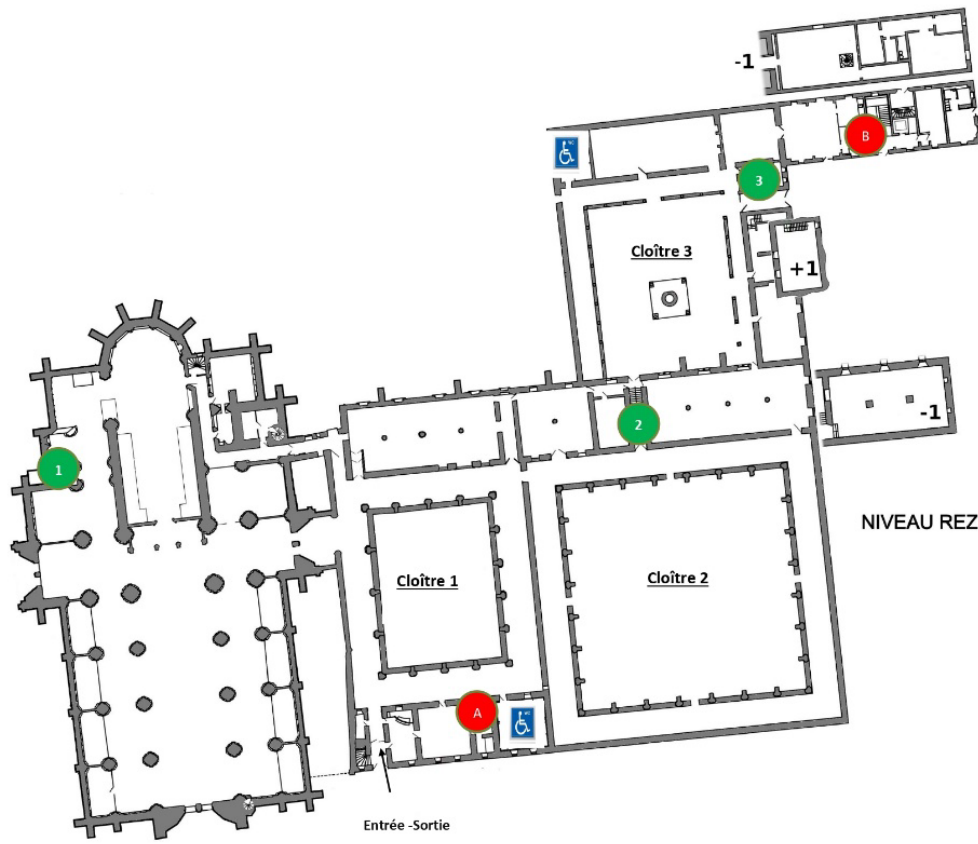 -1
B
3
Cloître 3
+1
-1
2
1
NIVEAU REZ
Cloître 1
Cloître 2
A
Entrée -Sortie